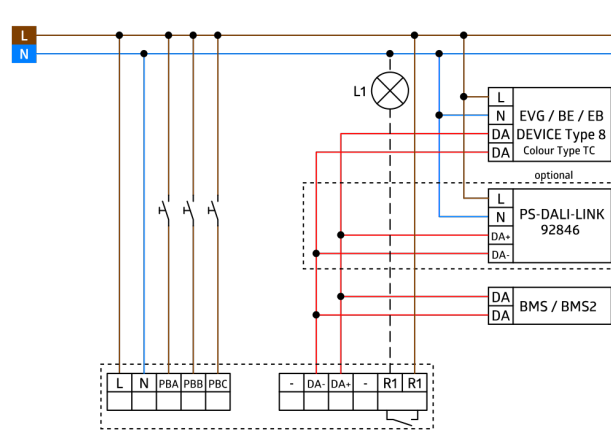 L
N
L1
L
N EVG / BE / EB
DA DEVICE Type 8
DA Colour Type TC
optional
L
N PS-DALI-LINK
DA+ 92846
DA-
DA
DA BMS / BMS2
L N PBA PBB PBC - DA- DA+ - R1 R1